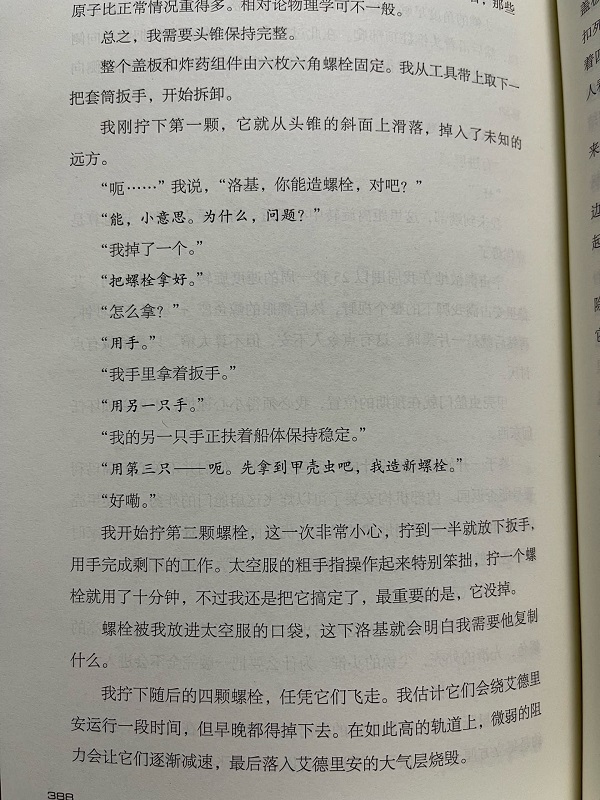 原子比正常情况重得多。相对论物理学可不一般。
总之，我需要头锥保持完整。
整个盖板和炸药组件由六枚六角螺栓固定。我从工具带上取下一
把套筒扳手，开始拆卸。
我刚拧下第一颗，它就从头锥的斜面上滑落，掉入了未知的
远方。
“呃……”我说，“洛基，你能造螺栓，对吧？”
“能，小意思。为什么，问题？”
“我掉了一个。”
“把螺栓拿好。”
“怎么拿？”
“用手。”
“我手里拿着扳手。”
“用另一只手。”
“我的另一只手正扶着船体保持稳定。”
“用第三只——呃。先拿到甲壳虫吧，我造新螺栓。”
“好嘞。”
我开始拧第二颗螺栓，这一次非常小心，拧到一半就放下扳手，
用手完成剩下的工作。太空服的粗手指操作起来特别笨拙，拧一个螺
栓就用了十分钟，不过我还是把它搞定了，最重要的是，它没掉。
螺栓被我放进太空服的口袋，这下洛基就会明白我需要他复制
什么。
我拧下随后的四颗螺栓，任凭它们飞走。我估计它们会绕艾德里
安运行一段时间，但早晚都得掉下去。在如此高的轨道上，微弱的阻
力会让它们逐渐减速，最后落入艾德里安的大气层烧毁。
388